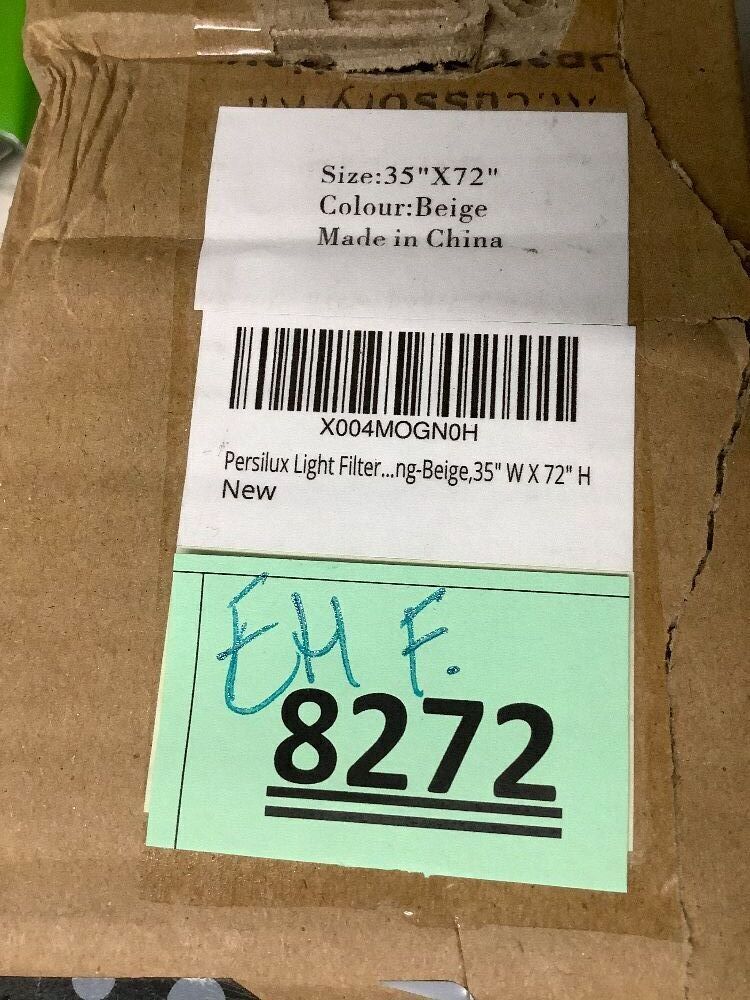 Size:35"X72"
Colour:Beige
Made in China
X004MOGN0H
Persilux Light Filter...ng-Beige,35" W X 72" H
New
EH F.
8272